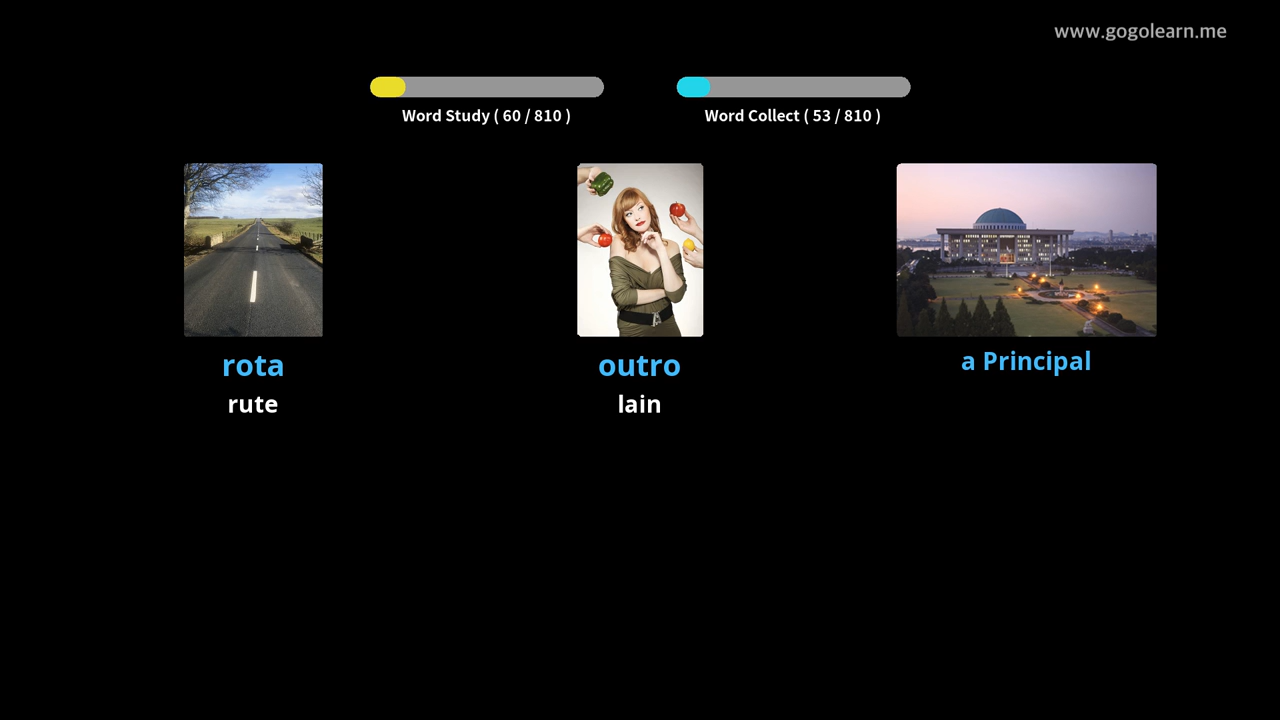 www.gogolearn.me
Word Study ( 60 / 810 )
Word Collect ( 53 / 810 )
rota
rute
outro
lain
a Principal